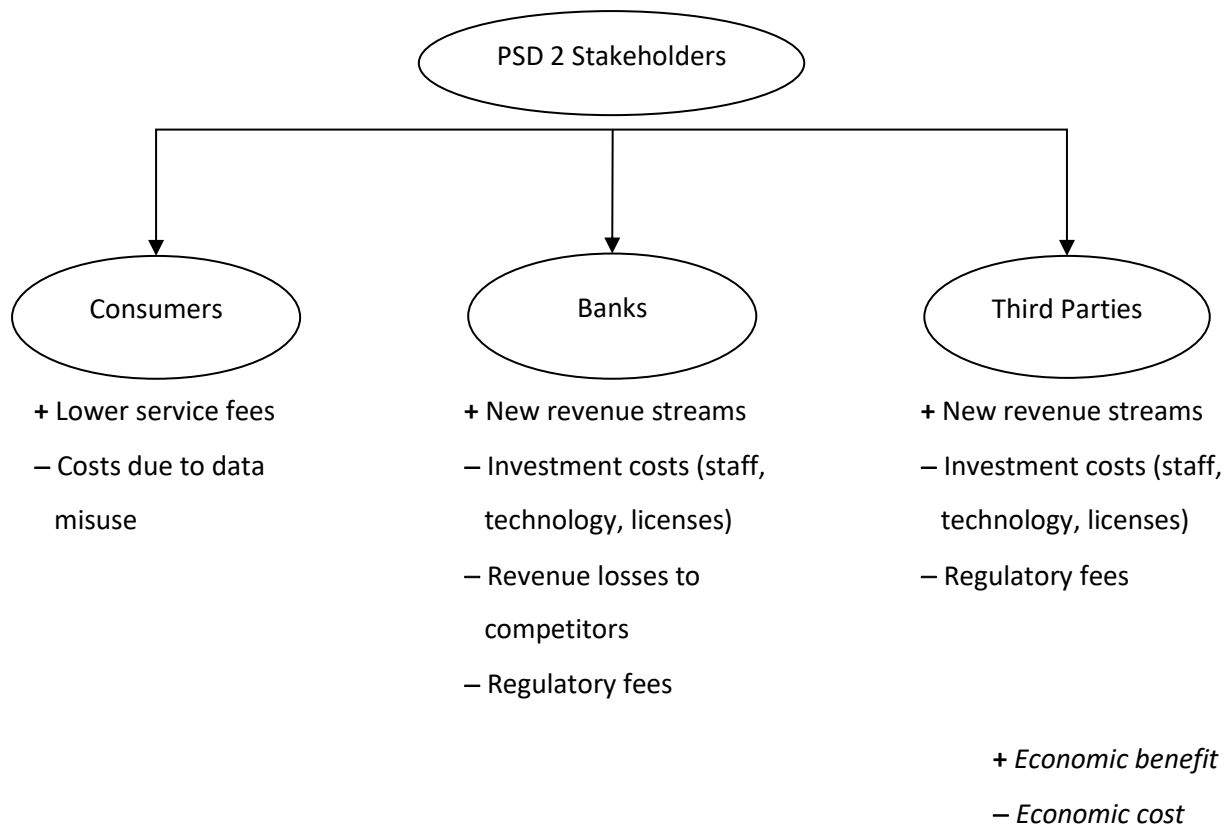 PSD 2 Stakeholders
Consumers
+ Lower service fees
– Costs due to data
misuse
Banks
+ New revenue streams
– Investment costs (staff,
technology, licenses)
– Revenue losses to
competitors
– Regulatory fees
Third Parties
+ New revenue streams
– Investment costs (staff,
technology, licenses)
– Regulatory fees
+ Economic benefit
– Economic cost